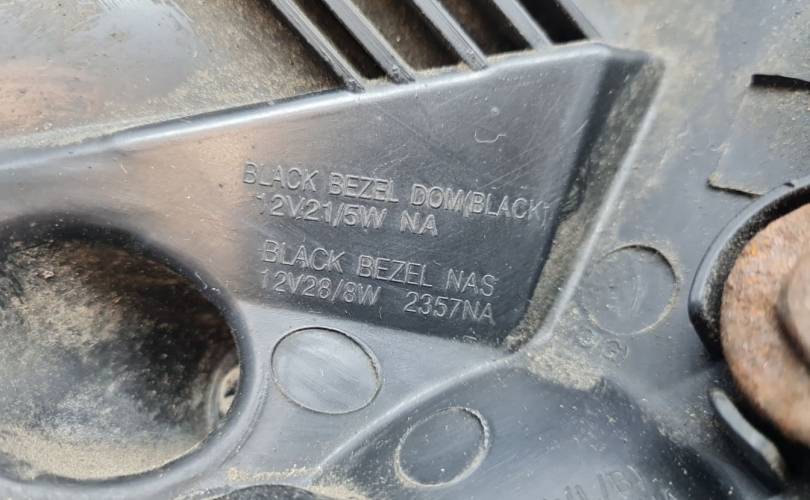 BLACK BEZEL DOM(BLACK)
12V21/5W NA
BLACK BEZEL NAS
12V28/8W 2357NA